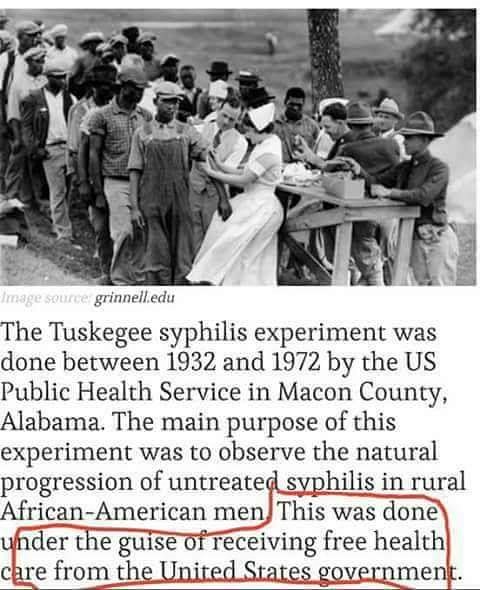 Image source: grinnell.edu
The Tuskegee syphilis experiment was
done between 1932 and 1972 by the US
Public Health Service in Macon County,
Alabama. The main purpose of this
experiment was to observe the natural
progression of untreated syphilis in rural
African-American men. This was done
under the guise of receiving free health
care from the United States government.